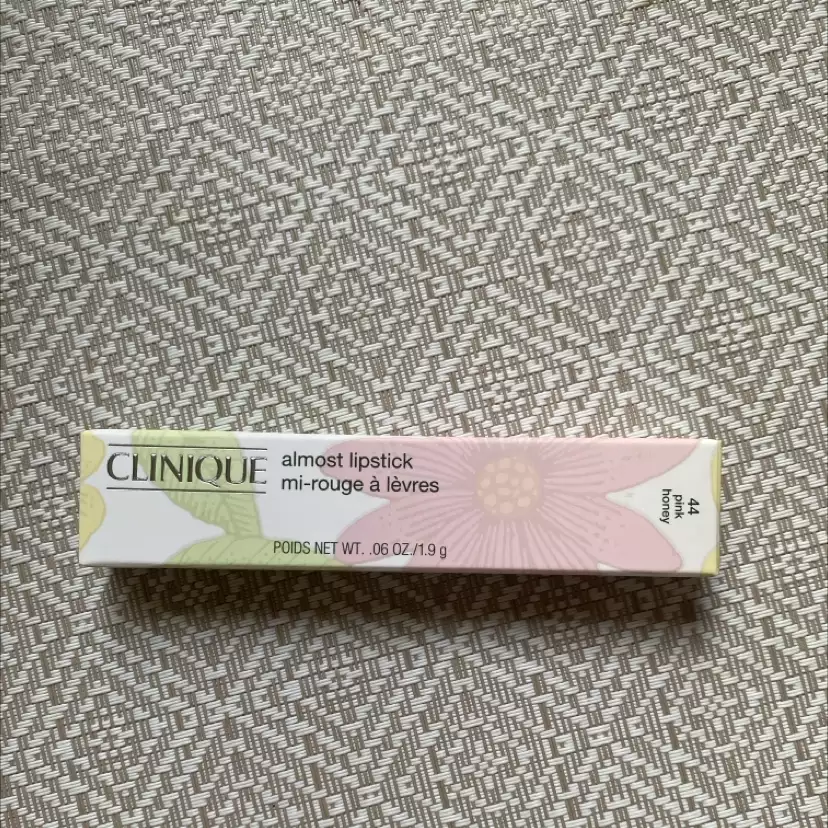 CLINIQUE
almost lipstick
mi-rouge à lèvres
POIDS NET WT. .06 OZ./1.9 g
44
pink
honey